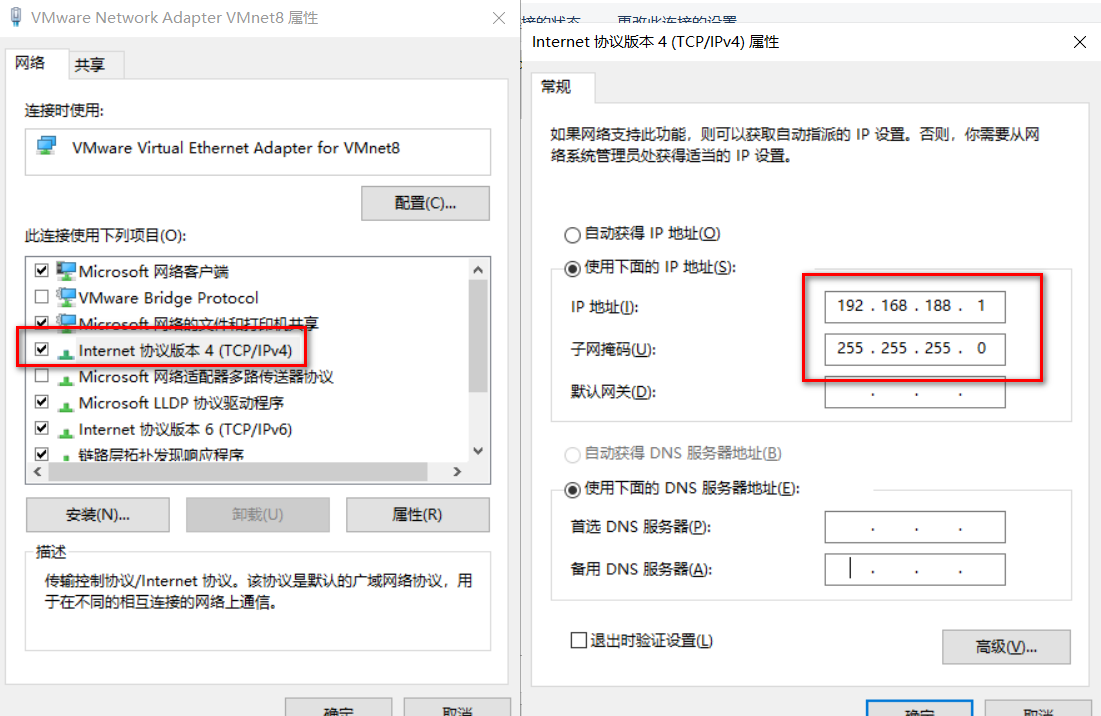 VMware Network Adapter VMnet8 属性
网络
共享
连接时使用:
VMware Virtual Ethernet Adapter for VMnet8
配置(C)...
此连接使用下列项目(O):
Microsoft 网络客户端
VMware Bridge Protocol
Microsoft 网络的文件和打印机共享
Internet 协议版本 4 (TCP/IPv4)
Microsoft 网络适配器多路传送器协议
Microsoft LLDP 协议驱动程序
Internet 协议版本 6 (TCP/IPv6)
链路层拓扑发现响应程序
安装(N)...
卸载(U)
属性(R)
描述
传输控制协议/Internet 协议。该协议是默认的广域网络协议，用
于在不同的相互连接的网络上通信。
确定
取消
接的状态
更改此连接的设置
Internet 协议版本 4 (TCP/IPv4) 属性
常规
如果网络支持此功能，则可以获取自动指派的 IP 设置。否则，你需要从网
络系统管理员处获得适当的 IP 设置。
自动获得 IP 地址(O)
使用下面的 IP 地址(S):
IP 地址(I):
192 . 168 . 188 . 1
子网掩码(U):
255 . 255 . 255 . 0
默认网关(D):
. . .
自动获得 DNS 服务器地址(B)
使用下面的 DNS 服务器地址(E):
首选 DNS 服务器(P):
. . .
备用 DNS 服务器(A):
. . .
退出时验证设置(L)
高级(V)...
确定
取消